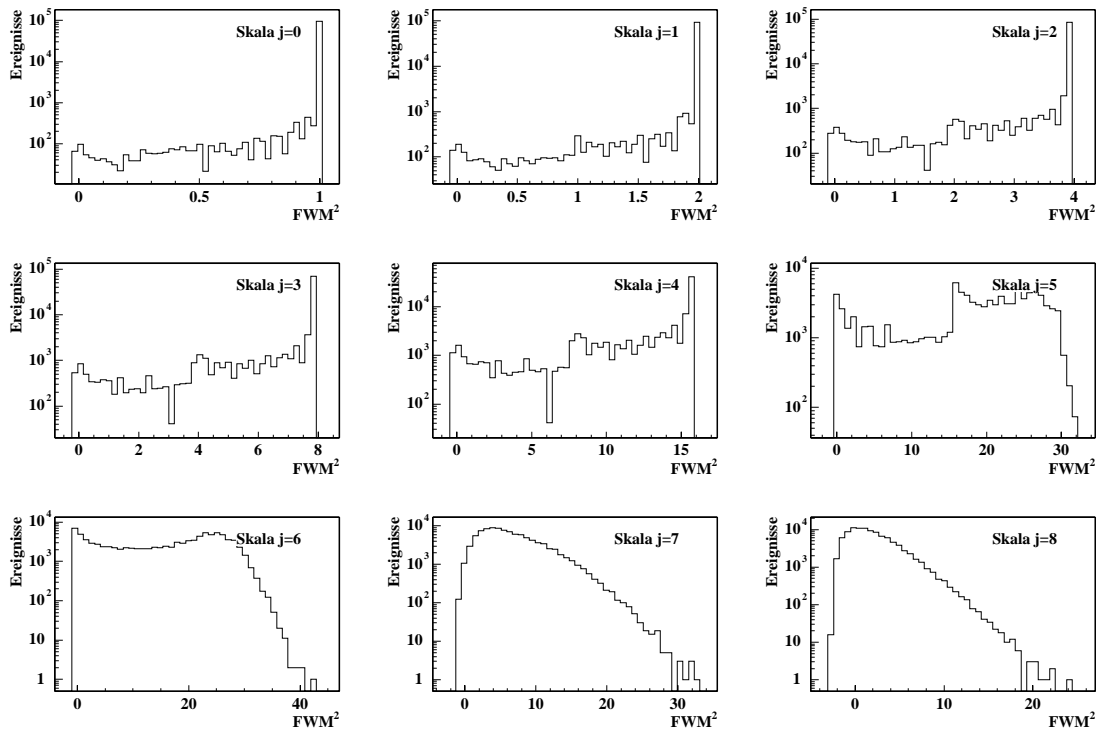 Ereignisse
Skala j=0
10^5
10^4
10^3
10^2
0 0.5 1
FWM^2
Ereignisse
Skala j=1
10^5
10^4
10^3
10^2
0 0.5 1 1.5 2
FWM^2
Ereignisse
Skala j=2
10^5
10^4
10^3
10^2
0 1 2 3 4
FWM^2
Ereignisse
Skala j=3
10^5
10^4
10^3
10^2
0 2 4 6 8
FWM^2
Ereignisse
Skala j=4
10^4
10^3
10^2
0 5 10 15
FWM^2
Ereignisse
Skala j=5
10^4
10^3
10^2
0 10 20 30
FWM^2
Ereignisse
Skala j=6
10^4
10^3
10^2
10
1
0 20 40
FWM^2
Ereignisse
Skala j=7
10^4
10^3
10^2
10
1
0 10 20 30
FWM^2
Ereignisse
Skala j=8
10^4
10^3
10^2
10
1
0 10 20
FWM^2